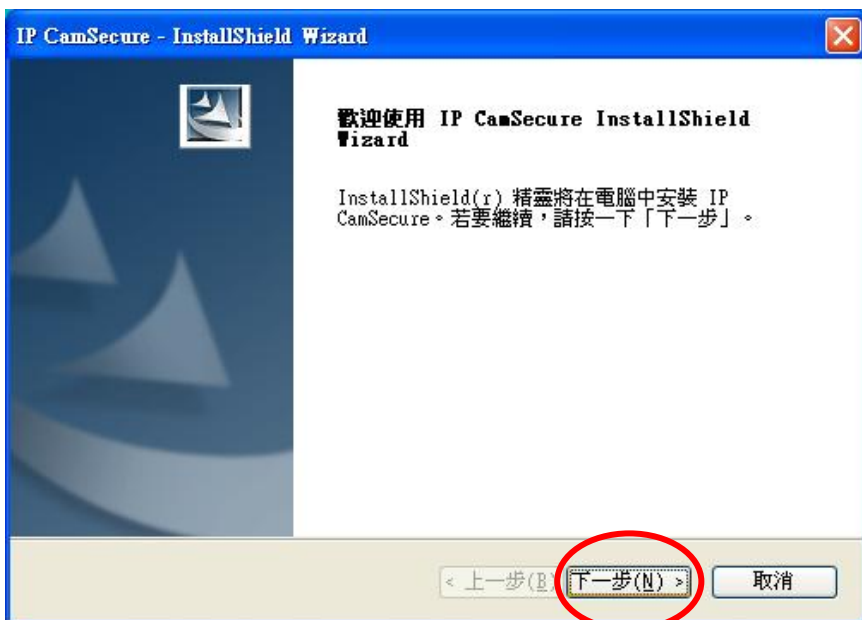 IP CamSecure - InstallShield Wizard
歡迎使用 IP CamSecure InstallShield
Wizard
InstallShield(r) 精靈將在電腦中安裝 IP
CamSecure。若要繼續，請按一下「下一步」。
< 上一步(B) 下一步(N) > 取消